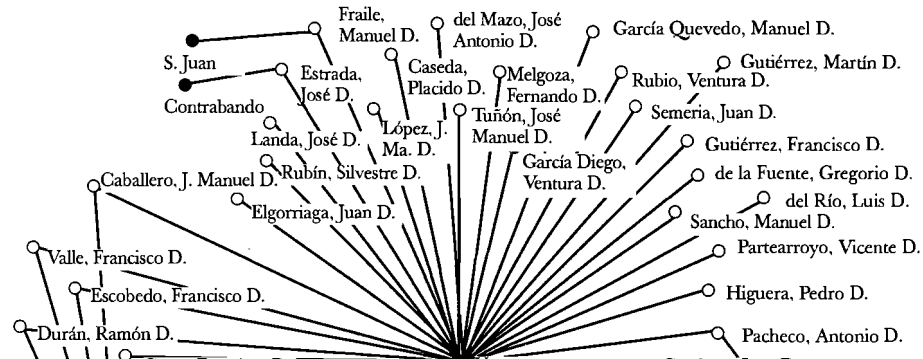 Fraile,
Manuel D.
del Mazo, José
Antonio D.
García Quevedo, Manuel D.
S. Juan
Estrada,
José D.
Caseda,
Placido D.
Melgoza,
Fernando D.
Rubio, Ventura D.
Gutiérrez, Martín D.
Contrabando
Landa, José D.
López, J.
Ma. D.
Tuñón, José
Manuel D.
Semeria, Juan D.
Gutiérrez, Francisco D.
García Diego,
Ventura D.
Caballero, J. Manuel D.
Rubín, Silvestre D.
de la Fuente, Gregorio D.
Elgorriaga, Juan D.
del Río, Luis D.
Sancho, Manuel D.
Partearroyo, Vicente D.
Valle, Francisco D.
Escobedo, Francisco D.
Higuera, Pedro D.
Durán, Ramón D.
Pacheco, Antonio D.